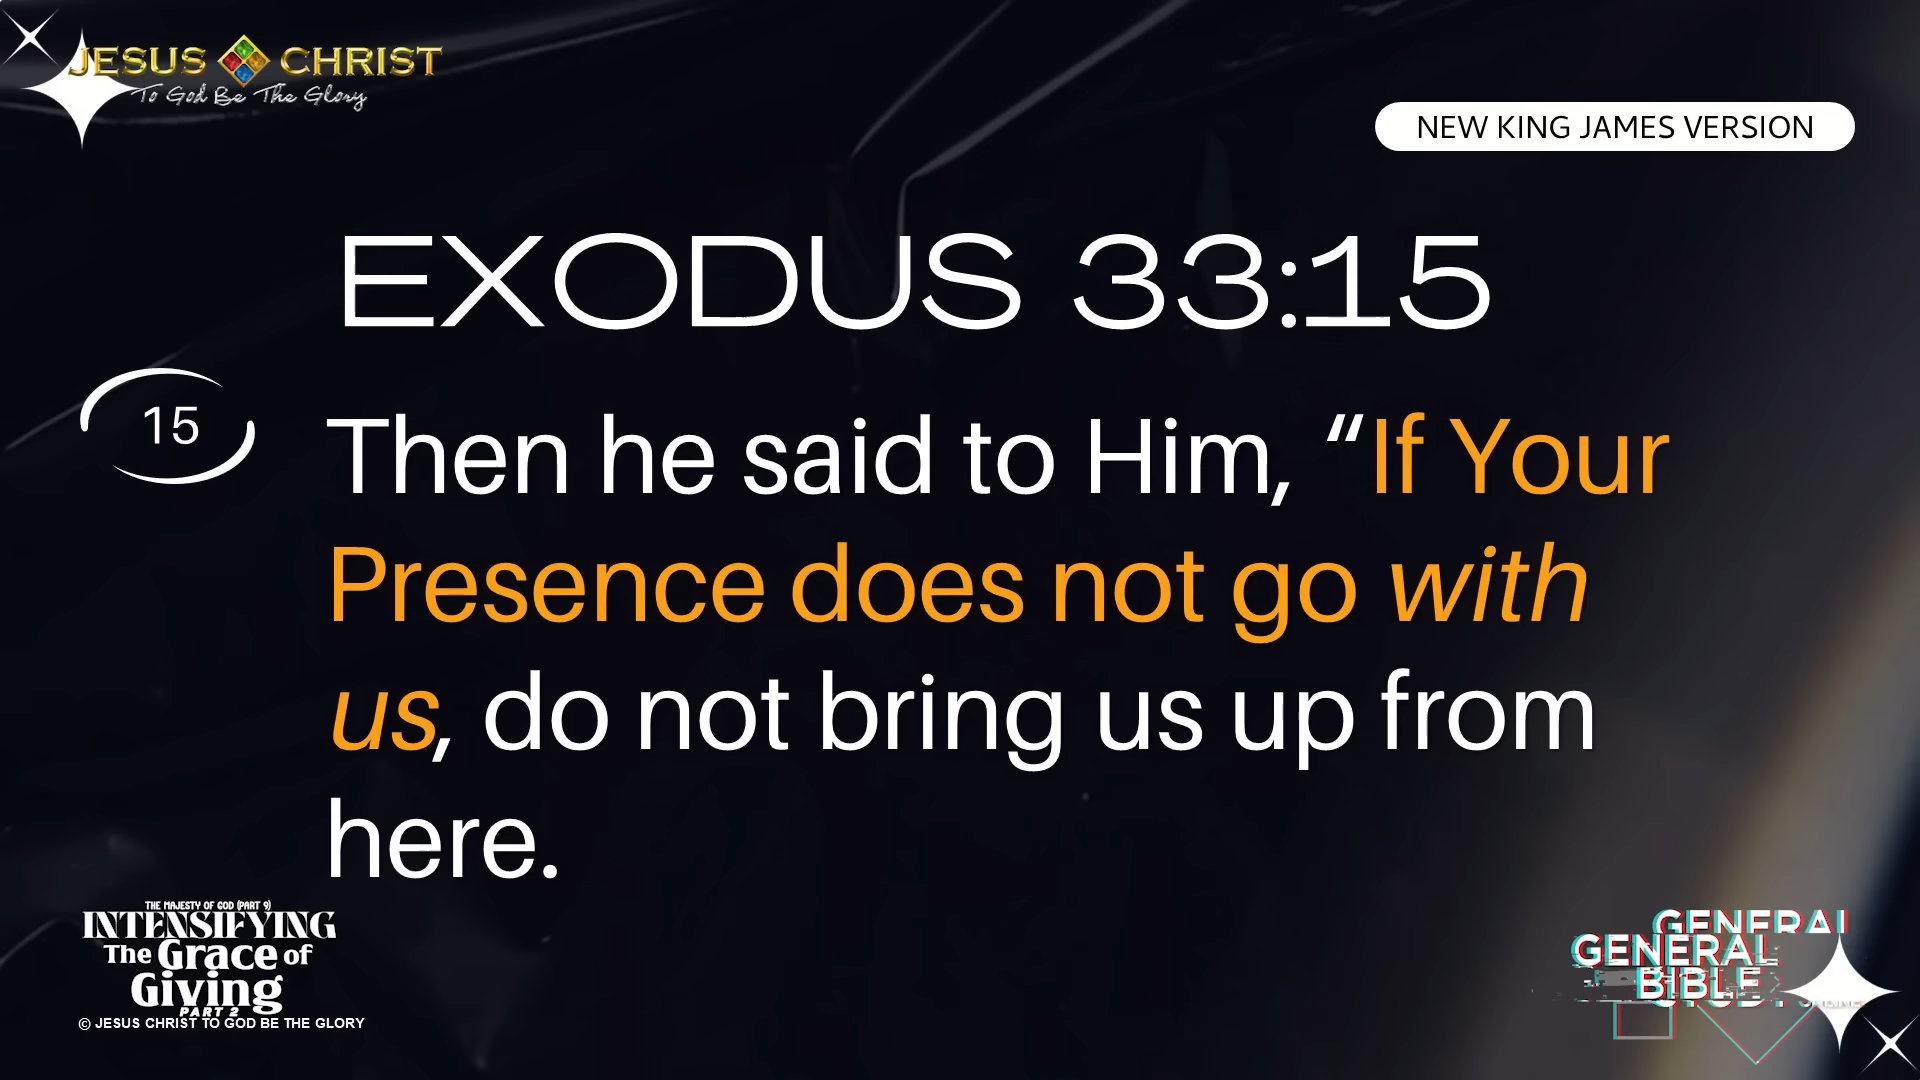 JESUS CHRIST
To God Be The Glory
NEW KING JAMES VERSION
EXODUS 33:15
15
Then he said to Him, “If Your
Presence does not go with
us, do not bring us up from
here.
THE MAJESTY OF GOD (PART 9)
INTENSIFYING
The Grace of
Giving
PART 2
© JESUS CHRIST TO GOD BE THE GLORY
GENERAL
GENERAL
BIBLE